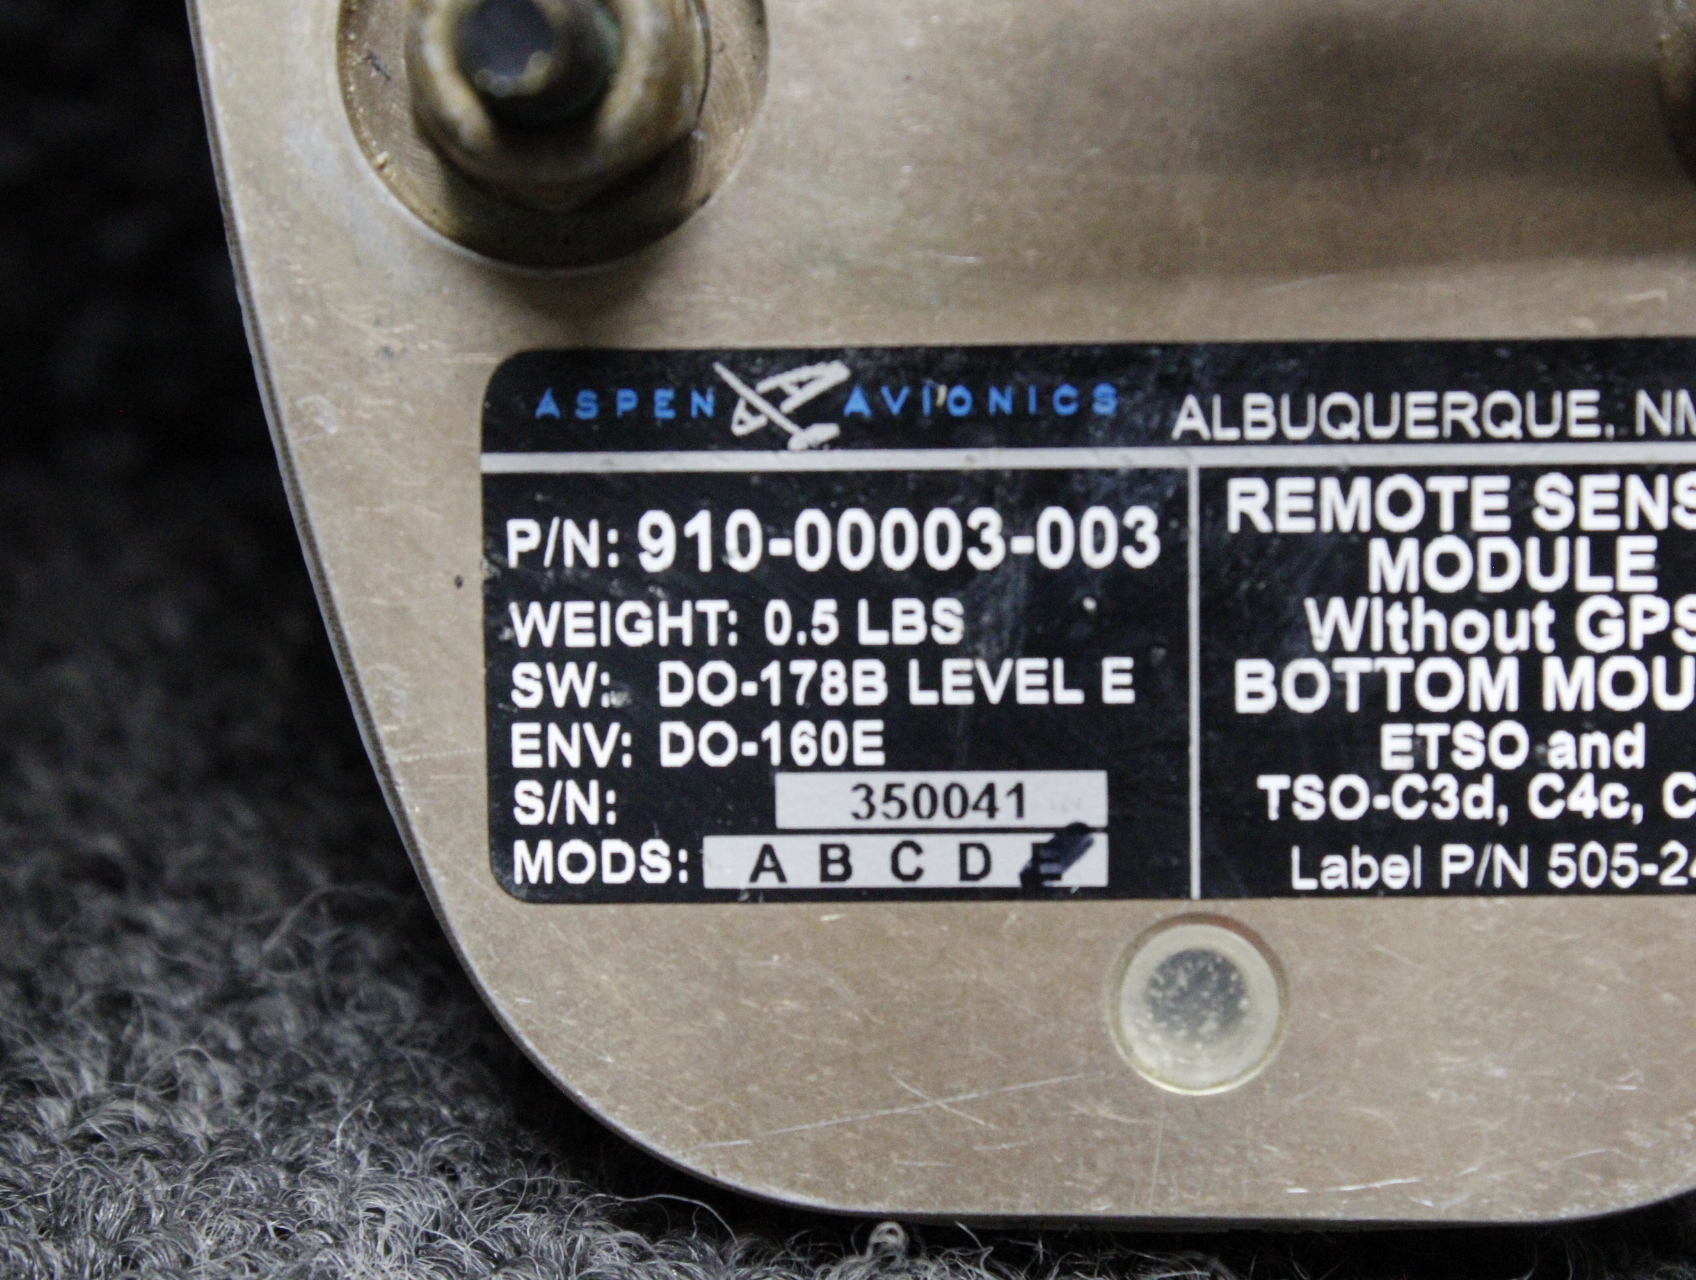 ASPEN AVIONICS ALBUQUERQUE, NM
P/N: 910-00003-003
WEIGHT: 0.5 LBS
SW: DO-178B LEVEL E
ENV: DO-160E
S/N: 350041
MODS: A B C D E
REMOTE SENS
MODULE
WIthout GPS
BOTTOM MOU
ETSO and
TSO-C3d, C4c, C
Label P/N 505-24